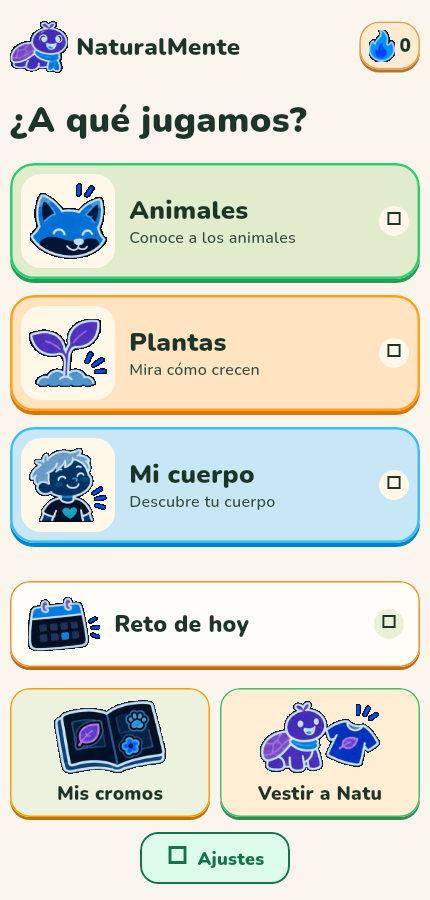 NaturalMente
0
¿A qué jugamos?
Animales
Conoce a los animales
Plantas
Mira cómo crecen
Mi cuerpo
Descubre tu cuerpo
Reto de hoy
Mis cromos
Vestir a Natu
Ajustes